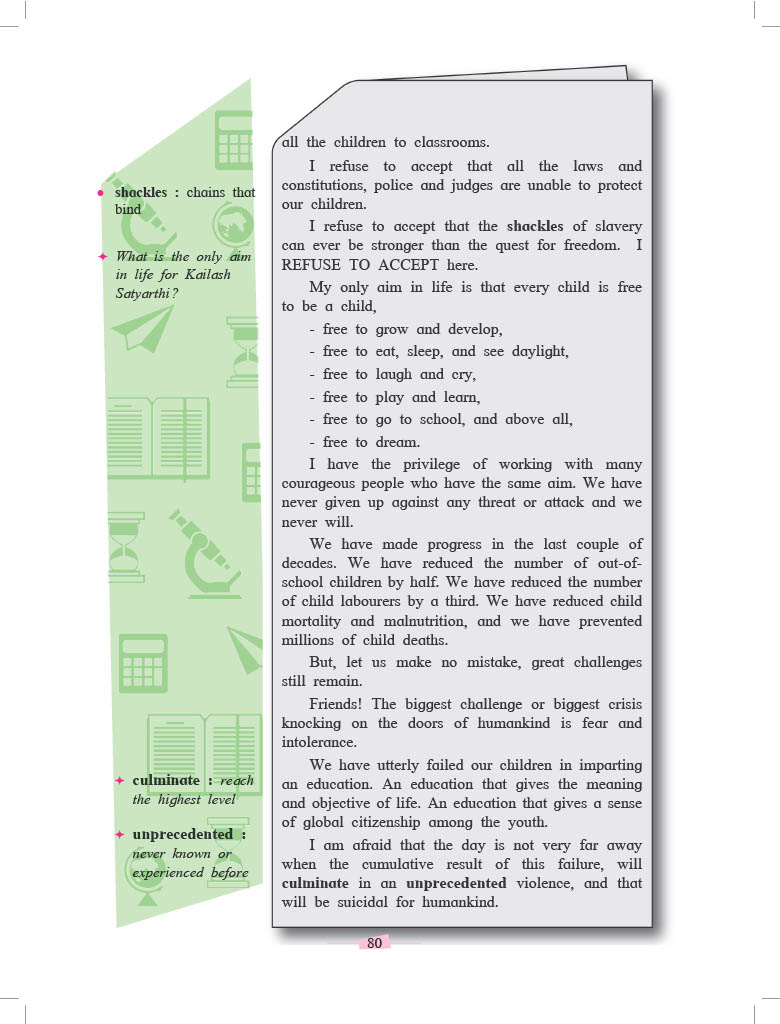 all the children to classrooms.
I refuse to accept that all the laws and
constitutions, police and judges are unable to protect
our children.
I refuse to accept that the shackles of slavery
can ever be stronger than the quest for freedom. I
REFUSE TO ACCEPT here.
My only aim in life is that every child is free
to be a child,
- free to grow and develop,
- free to eat, sleep, and see daylight,
- free to laugh and cry,
- free to play and learn,
- free to go to school, and above all,
- free to dream.
I have the privilege of working with many
courageous people who have the same aim. We have
never given up against any threat or attack and we
never will.
We have made progress in the last couple of
decades. We have reduced the number of out-of-
school children by half. We have reduced the number
of child labourers by a third. We have reduced child
mortality and malnutrition, and we have prevented
millions of child deaths.
But, let us make no mistake, great challenges
still remain.
Friends! The biggest challenge or biggest crisis
knocking on the doors of humankind is fear and
intolerance.
We have utterly failed our children in imparting
an education. An education that gives the meaning
and objective of life. An education that gives a sense
of global citizenship among the youth.
I am afraid that the day is not very far away
when the cumulative result of this failure, will
culminate in an unprecedented violence, and that
will be suicidal for humankind.
shackles : chains that
bind
What is the only aim
in life for Kailash
Satyarthi?
culminate : reach
the highest level
unprecedented :
never known or
experienced before
80